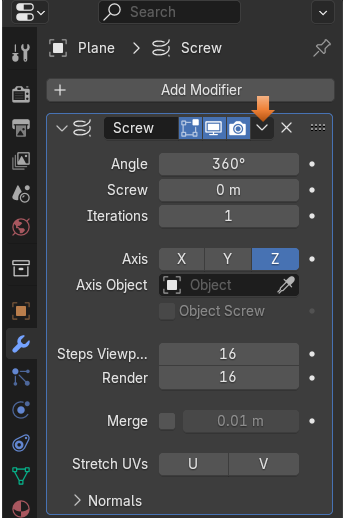 Search
Plane > Screw
+ Add Modifier
Screw
Angle 360°
Screw 0 m
Iterations 1
Axis X Y Z
Axis Object Object
Object Screw
Steps Viewp... 16
Render 16
Merge 0.01 m
Stretch UVs U V
Normals